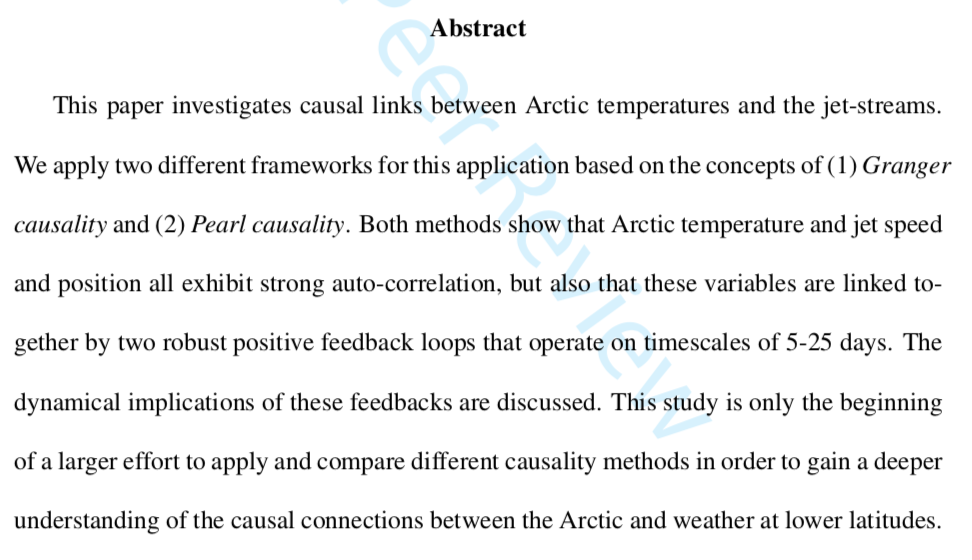 Abstract
This paper investigates causal links between Arctic temperatures and the jet-streams.
We apply two different frameworks for this application based on the concepts of (1) Granger
causality and (2) Pearl causality. Both methods show that Arctic temperature and jet speed
and position all exhibit strong auto-correlation, but also that these variables are linked to-
gether by two robust positive feedback loops that operate on timescales of 5-25 days. The
dynamical implications of these feedbacks are discussed. This study is only the beginning
of a larger effort to apply and compare different causality methods in order to gain a deeper
understanding of the causal connections between the Arctic and weather at lower latitudes.
eer Review